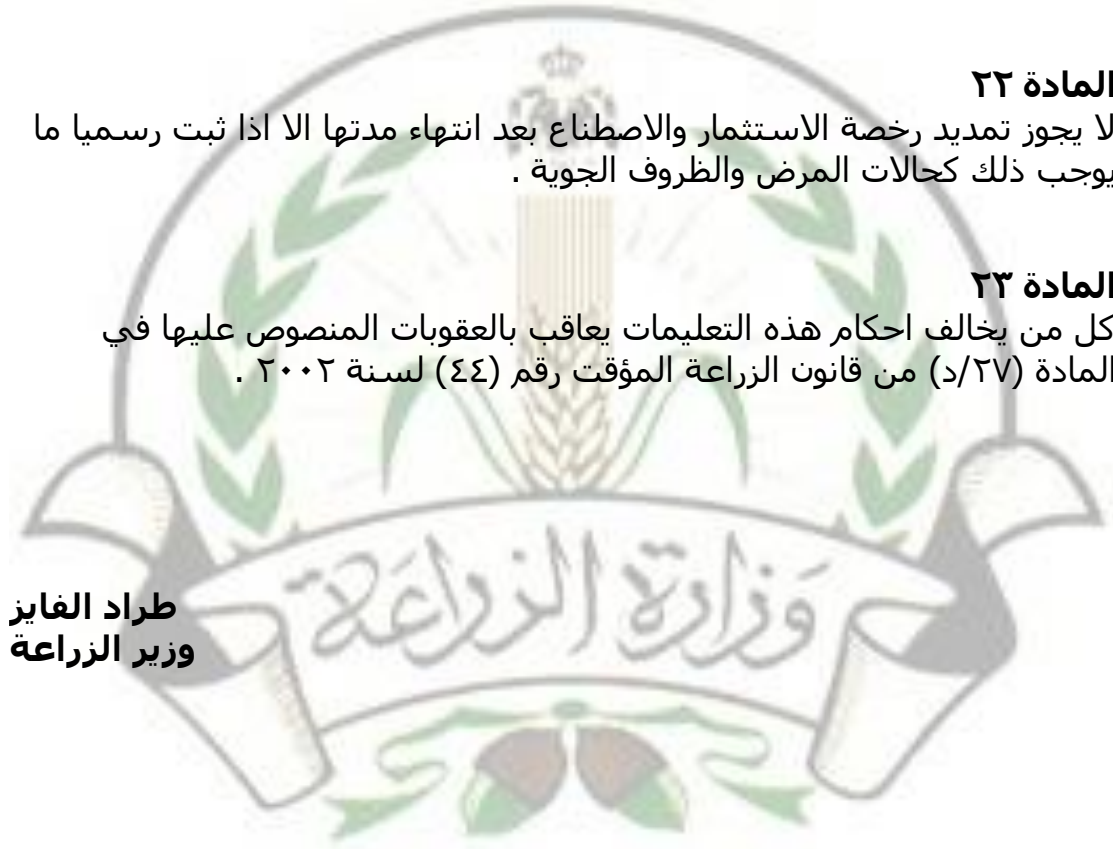 المادة ٢٢
لا يجوز تمديد رخصة الاستثمار والاصطناع بعد انتهاء مدتها الا اذا ثبت رسميا ما
يوجب ذلك كحالات المرض والظروف الجوية .
المادة ٢٣
كل من يخالف احكام هذه التعليمات يعاقب بالعقوبات المنصوص عليها في
المادة (٢٧/د) من قانون الزراعة المؤقت رقم (٤٤) لسنة ٢٠٠٢ .
وَزارة الزراعة
طراد الفايز
وزير الزراعة